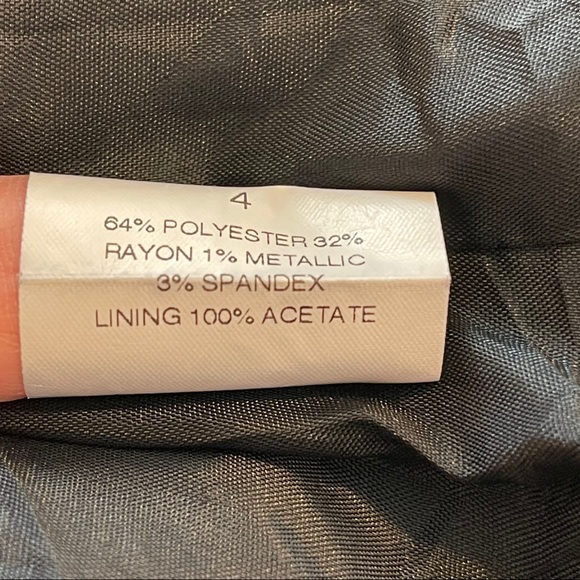 4
64% POLYESTER 32%
RAYON 1% METALLIC
3% SPANDEX
LINING 100% ACETATE